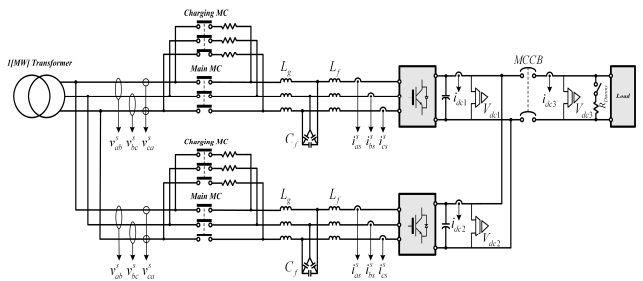 Charging MC
1[MW] Transformer
Main MC
L_g
L_f
MCCB
i_dc1
V_dc1
i_dc3
V_dc3
R_Dummy
Load
v^s_ab
v^s_bc
v^s_ca
C_f
i^s_as
i^s_bs
i^s_cs
Charging MC
Main MC
L_g
L_f
i_dc2
V_dc2
v^s_ab
v^s_bc
v^s_ca
C_f
i^s_as
i^s_bs
i^s_cs